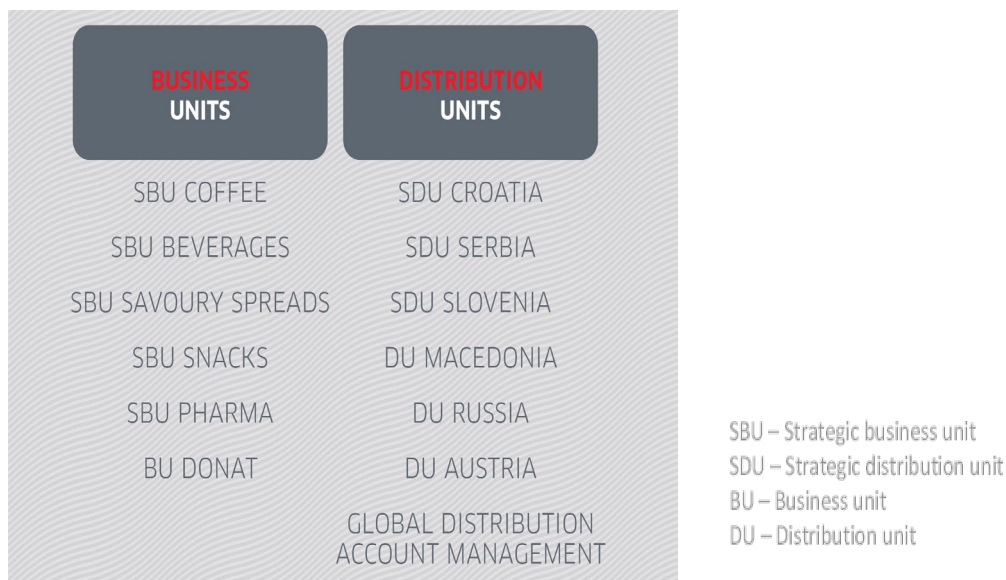 BUSINESS
UNITS
SBU COFFEE
SBU BEVERAGES
SBU SAVOURY SPREADS
SBU SNACKS
SBU PHARMA
BU DONAT
DISTRIBUTION
UNITS
SDU CROATIA
SDU SERBIA
SDU SLOVENIA
DU MACEDONIA
DU RUSSIA
DU AUSTRIA
GLOBAL DISTRIBUTION
ACCOUNT MANAGEMENT
SBU – Strategic business unit
SDU – Strategic distribution unit
BU – Business unit
DU – Distribution unit